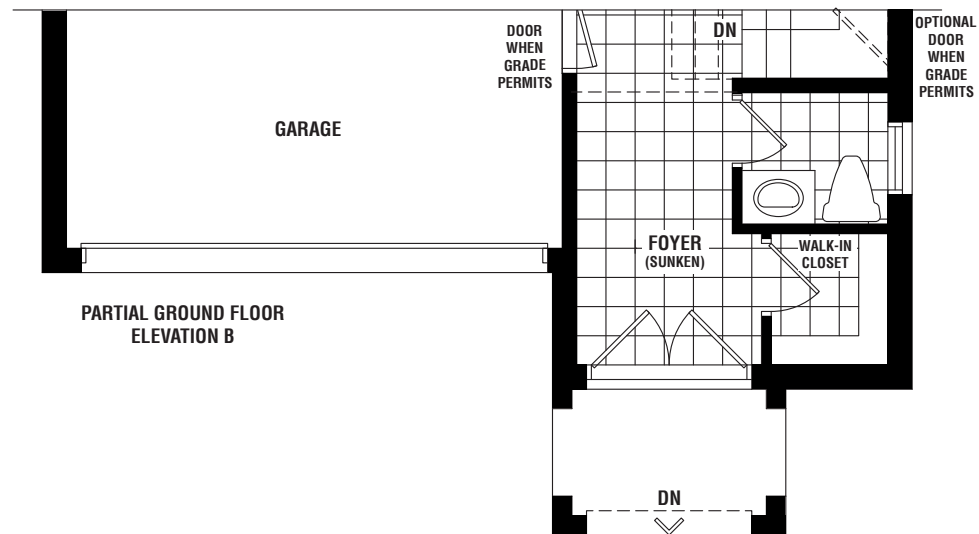 DOOR
WHEN
GRADE
PERMITS
DN
OPTIONAL
DOOR
WHEN
GRADE
PERMITS
GARAGE
FOYER
(SUNKEN)
WALK-IN
CLOSET
PARTIAL GROUND FLOOR
ELEVATION B
DN